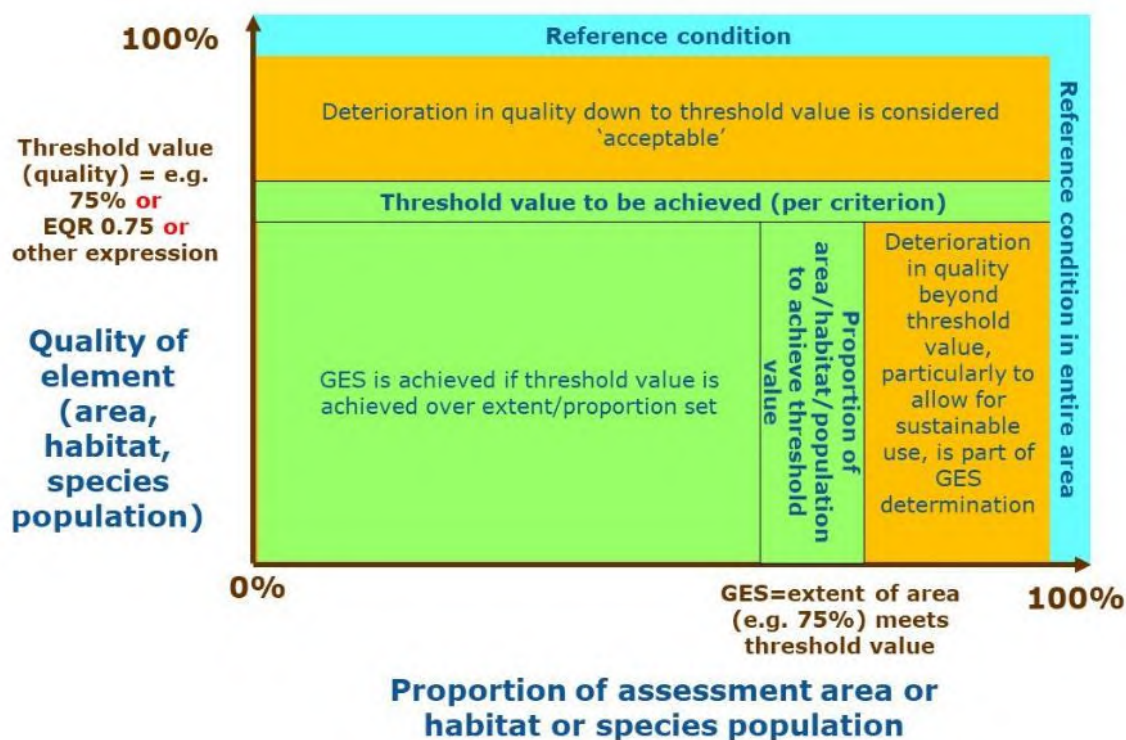 100%
Reference condition
Deterioration in quality down to threshold value is considered
‘acceptable’
Threshold value
(quality) = e.g.
75% or
EQR 0.75 or
other expression
Threshold value to be achieved (per criterion)
Quality of
element
(area,
habitat,
species
population)
GES is achieved if threshold value is
achieved over extent/proportion set
Proportion of
area/habitat/population
to achieve threshold
value
Deterioration
in quality
beyond
threshold
value,
particularly to
allow for
sustainable
use, is part of
GES
determination
Reference condition in entire area
0%
GES=extent of area
(e.g. 75%) meets
threshold value
100%
Proportion of assessment area or
habitat or species population